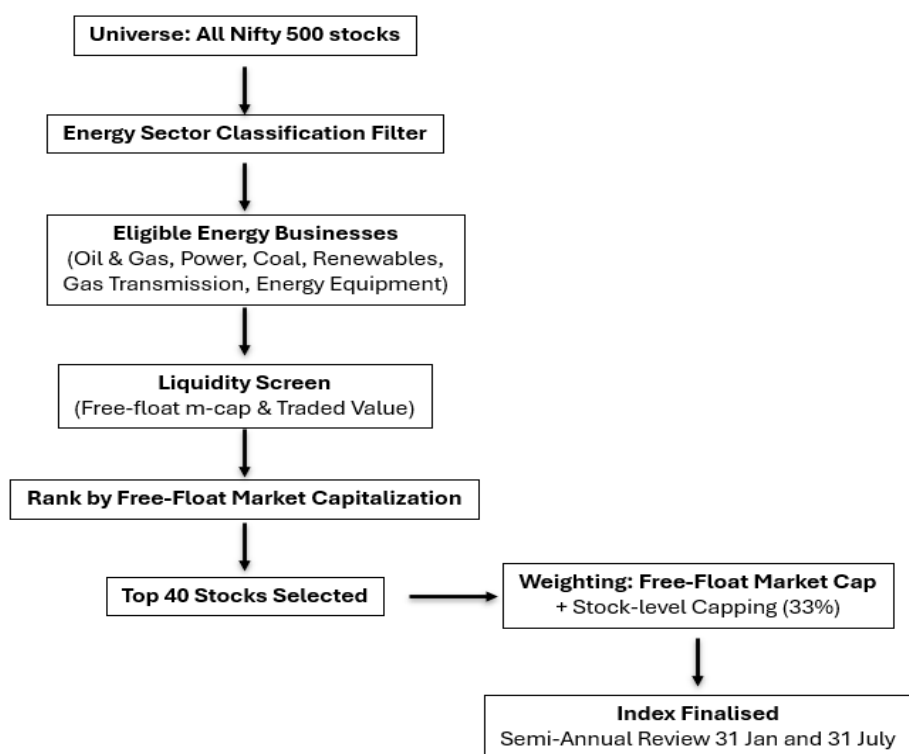 Universe: All Nifty 500 stocks
Energy Sector Classification Filter
Eligible Energy Businesses
(Oil & Gas, Power, Coal, Renewables,
Gas Transmission, Energy Equipment)
Liquidity Screen
(Free-float m-cap & Traded Value)
Rank by Free-Float Market Capitalization
Top 40 Stocks Selected
Weighting: Free-Float Market Cap
+ Stock-level Capping (33%)
Index Finalised
Semi-Annual Review 31 Jan and 31 July